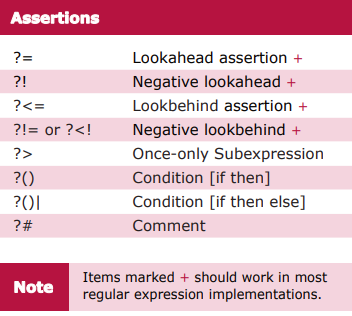 Assertions
?= Lookahead assertion +
?! Negative lookahead +
?<= Lookbehind assertion +
?!= or ?<! Negative lookbehind +
?> Once-only Subexpression
?() Condition [if then]
?()| Condition [if then else]
?# Comment
Note
Items marked + should work in most
regular expression implementations.